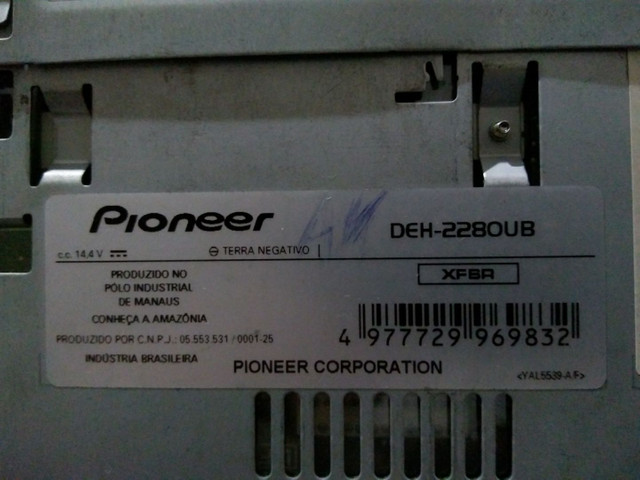 Pioneer
DEH-2280UB
c.c. 14,4 V
TERRA NEGATIVO
XFBR
PRODUZIDO NO
PÓLO INDUSTRIAL
DE MANAUS
CONHEÇA A AMAZÔNIA
PRODUZIDO POR C.N.P.J.: 05.553.531 / 0001-25
INDÚSTRIA BRASILEIRA
4 977729 969832
PIONEER CORPORATION
<YAL5539-A/F>